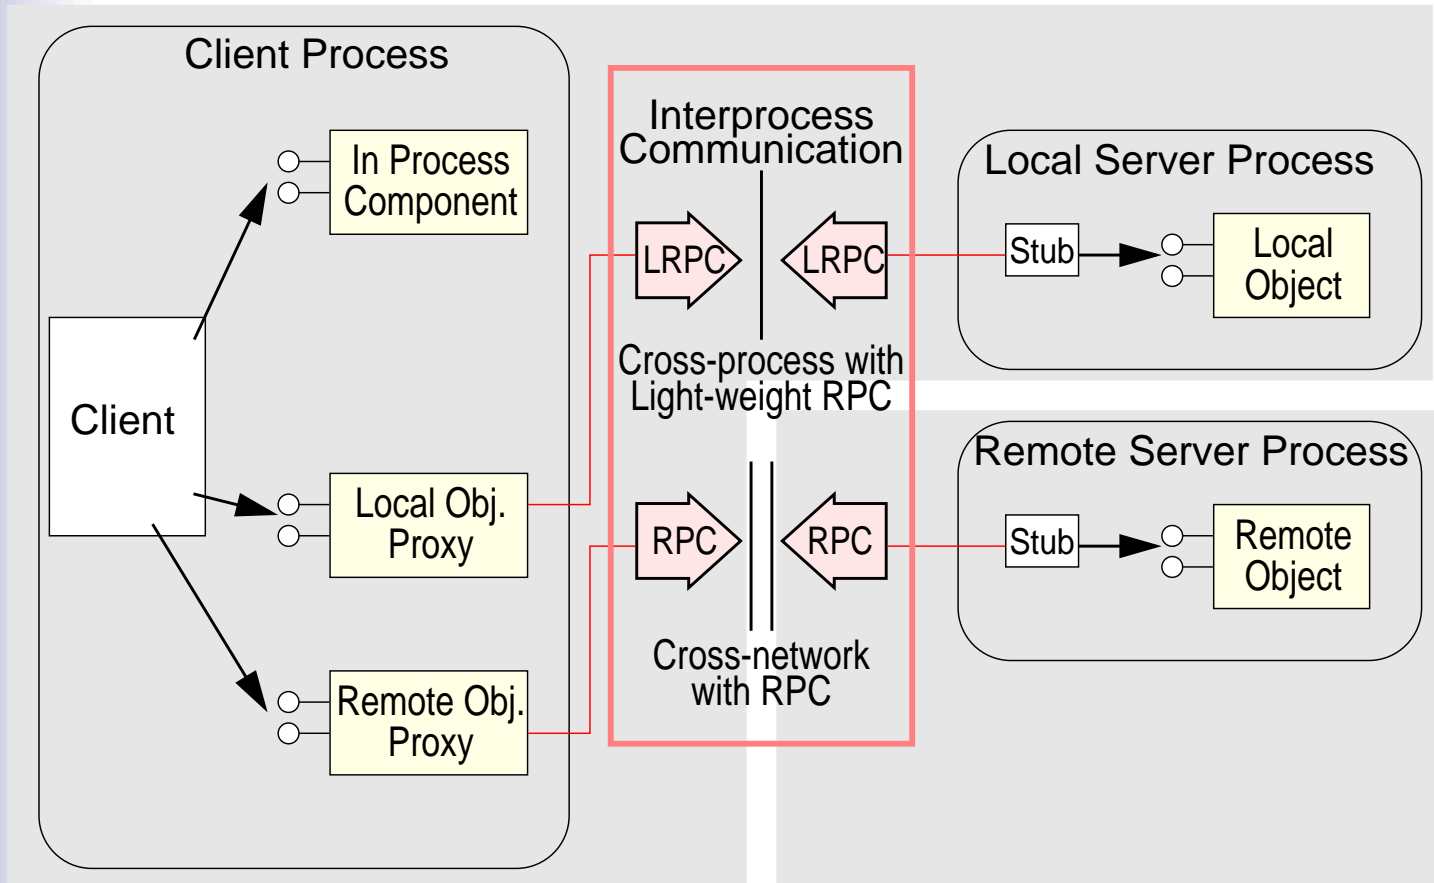 Client Process
In Process
Component
Client
Local Obj.
Proxy
Remote Obj.
Proxy
Interprocess
Communication
LRPC
LRPC
Cross-process with
Light-weight RPC
RPC
RPC
Cross-network
with RPC
Local Server Process
Stub
Local
Object
Remote Server Process
Stub
Remote
Object